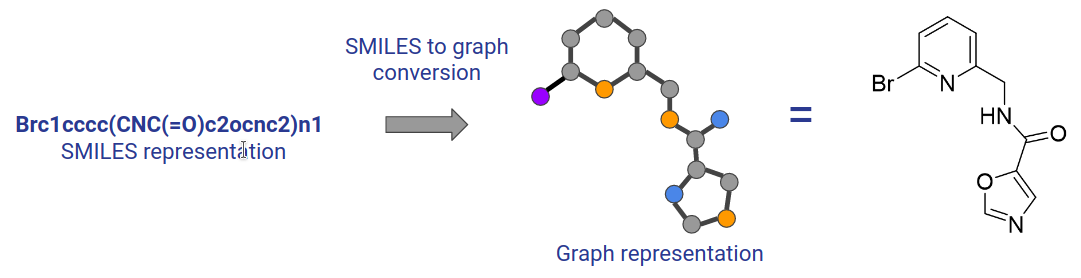 Brc1cccc(CNC(=O)c2ocnc2)n1
SMILES representation
SMILES to graph
conversion
Graph representation
=
Br
N
HN
O
O
N